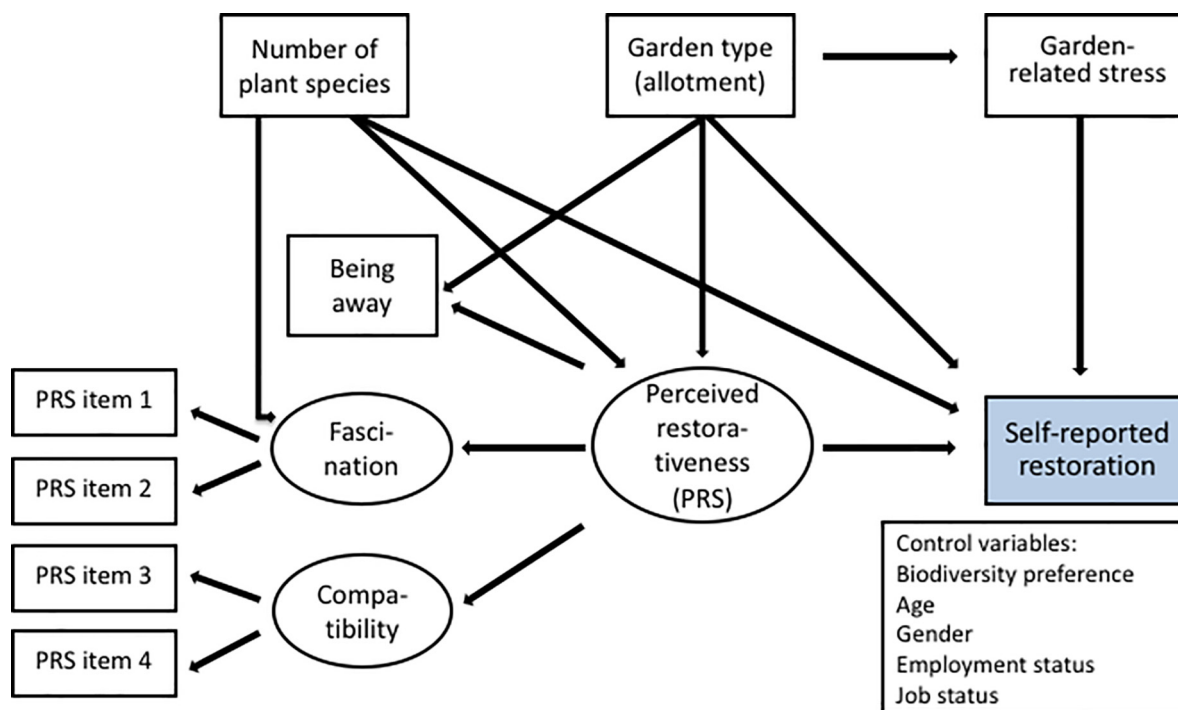 Number of
plant species
Garden type
(allotment)
Garden-
related stress
Being
away
PRS item 1
PRS item 2
PRS item 3
PRS item 4
Fasci-
nation
Compa-
tibility
Perceived
restora-
tiveness
(PRS)
Self-reported
restoration
Control variables:
Biodiversity preference
Age
Gender
Employment status
Job status